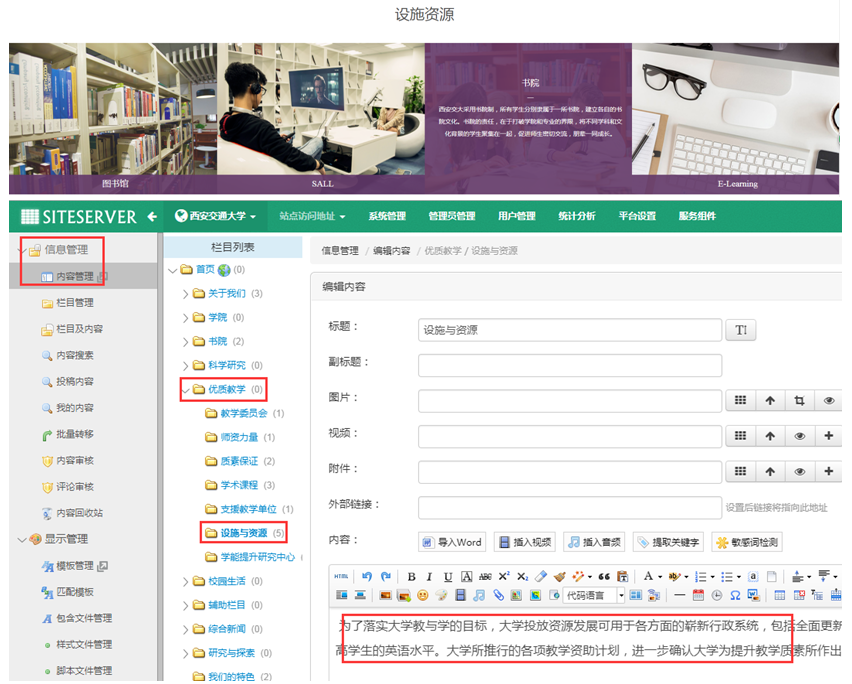 设施资源
书院
西安交大采用书院制，所有学生分别隶属于一所书院，建立各自的书
院文化。书院的责任，在于打破学院和专业的界限，将不同学科和文
化背景的学生聚集在一起，促进师生密切交流，朋辈一同成长。
图书馆
SALL
E-Learning
SITESERVER
西安交通大学
站点访问地址
系统管理
管理员管理
用户管理
统计分析
平台设置
服务组件
信息管理
内容管理
栏目管理
栏目及内容
内容搜索
投稿内容
我的内容
批量转移
内容审核
评论审核
内容回收站
显示管理
模板管理
匹配模板
包含文件管理
样式文件管理
脚本文件管理
栏目列表
首页 (0)
关于我们 (3)
学院 (0)
书院 (2)
科学研究 (0)
优质教学 (0)
教学委员会 (1)
师资力量 (1)
质素保证 (2)
学术课程 (3)
支援教学单位 (1)
设施与资源 (5)
学能提升研究中心 (
校园生活 (0)
辅助栏目 (0)
综合新闻 (0)
研究与探索 (0)
我们的特色 (2)
信息管理 / 编辑内容 / 优质教学 / 设施与资源
编辑内容
标题： 设施与资源
副标题：
图片：
视频：
附件：
外部链接： 设置后链接将指向此地址
内容： 导入Word 插入视频 插入音频 提取关键字 敏感词检测
HTML B I U A ABC X² X₂ A ab a
代码语言
为了落实大学教与学的目标，大学投放资源发展可用于各方面的崭新行政系统，包括全面更新
高学生的英语水平。大学所推行的各项教学资助计划，进一步确认大学为提升教学质素所作出